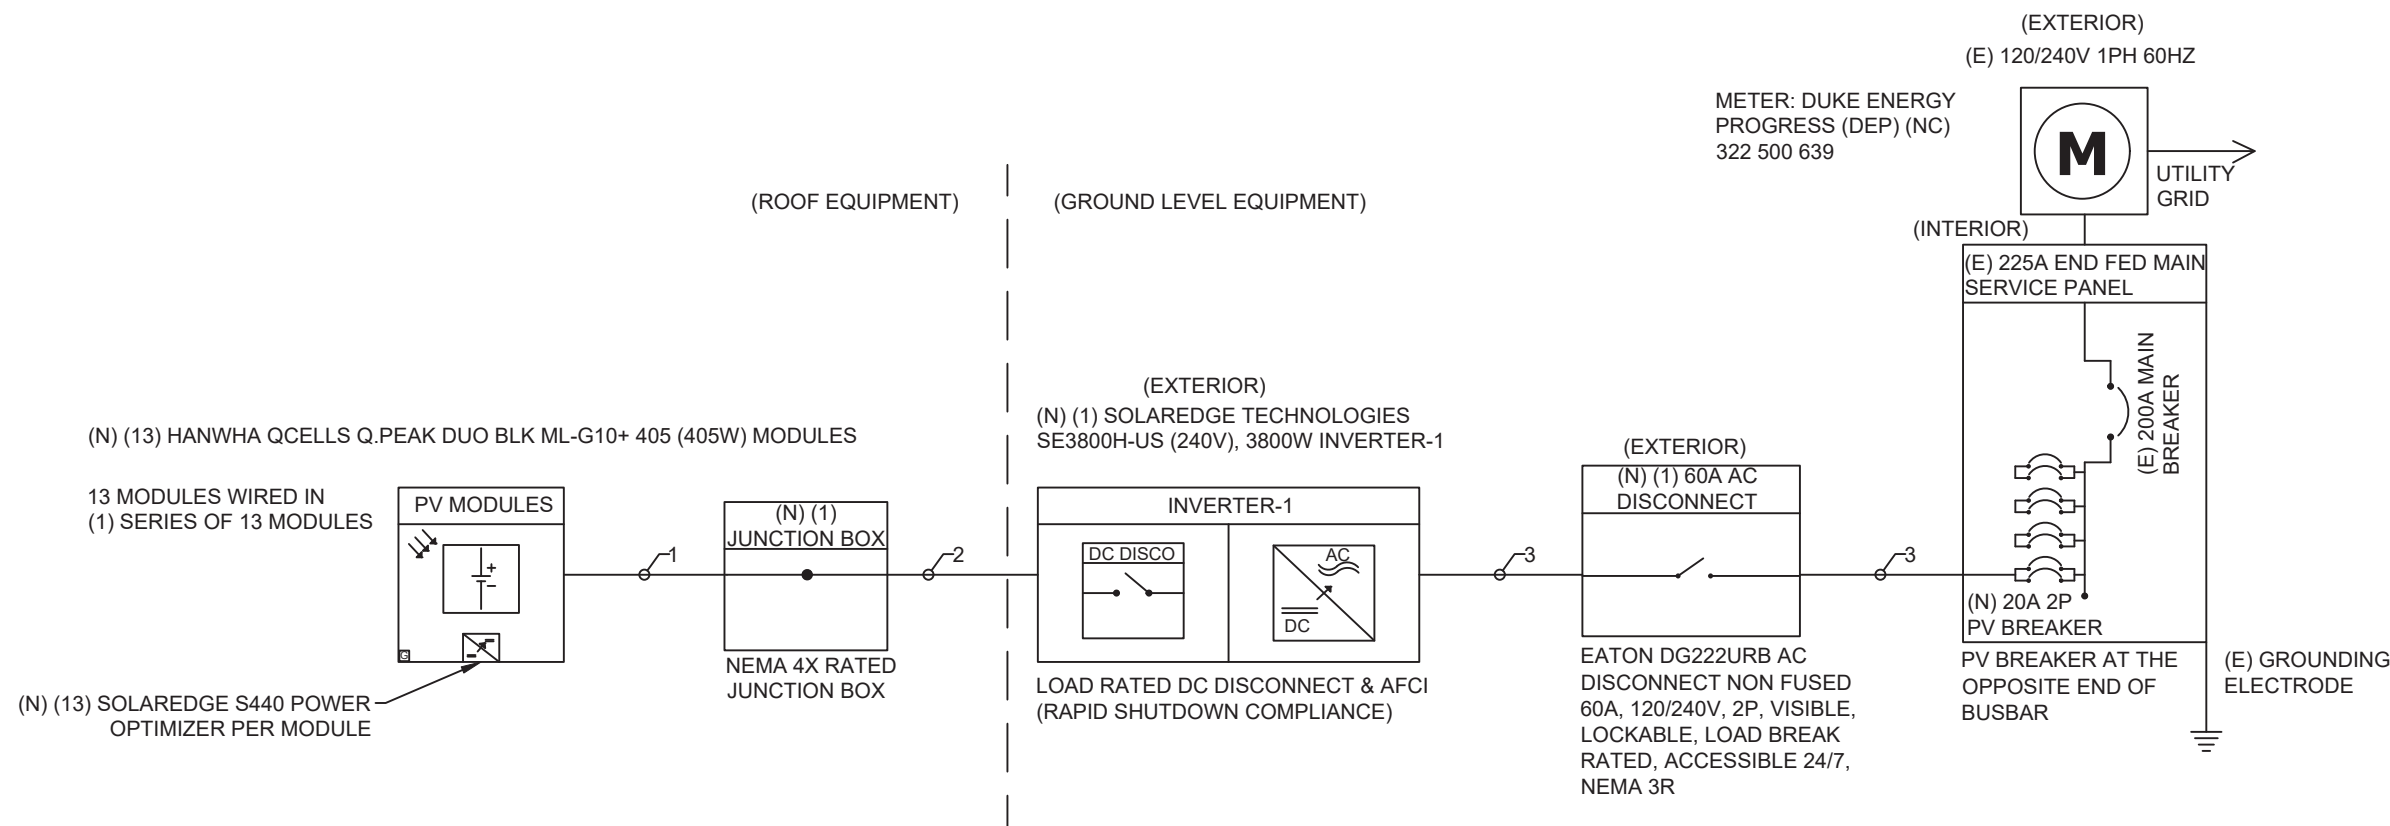 (EXTERIOR)
(E) 120/240V 1PH 60HZ
METER: DUKE ENERGY
PROGRESS (DEP) (NC)
322 500 639
M
UTILITY
GRID
(ROOF EQUIPMENT)
(GROUND LEVEL EQUIPMENT)
(INTERIOR)
(E) 225A END FED MAIN
SERVICE PANEL
(E) 200A MAIN
BREAKER
(N) (13) HANWHA QCELLS Q.PEAK DUO BLK ML-G10+ 405 (405W) MODULES
13 MODULES WIRED IN
(1) SERIES OF 13 MODULES
PV MODULES
+
−
G
(N) (13) SOLAREDGE S440 POWER
OPTIMIZER PER MODULE
1
(N) (1)
JUNCTION BOX
NEMA 4X RATED
JUNCTION BOX
2
(EXTERIOR)
(N) (1) SOLAREDGE TECHNOLOGIES
SE3800H-US (240V), 3800W INVERTER-1
INVERTER-1
DC DISCO
AC
DC
LOAD RATED DC DISCONNECT & AFCI
(RAPID SHUTDOWN COMPLIANCE)
3
(EXTERIOR)
(N) (1) 60A AC
DISCONNECT
EATON DG222URB AC
DISCONNECT NON FUSED
60A, 120/240V, 2P, VISIBLE,
LOCKABLE, LOAD BREAK
RATED, ACCESSIBLE 24/7,
NEMA 3R
3
(N) 20A 2P
PV BREAKER
PV BREAKER AT THE
OPPOSITE END OF
BUSBAR
(E) GROUNDING
ELECTRODE